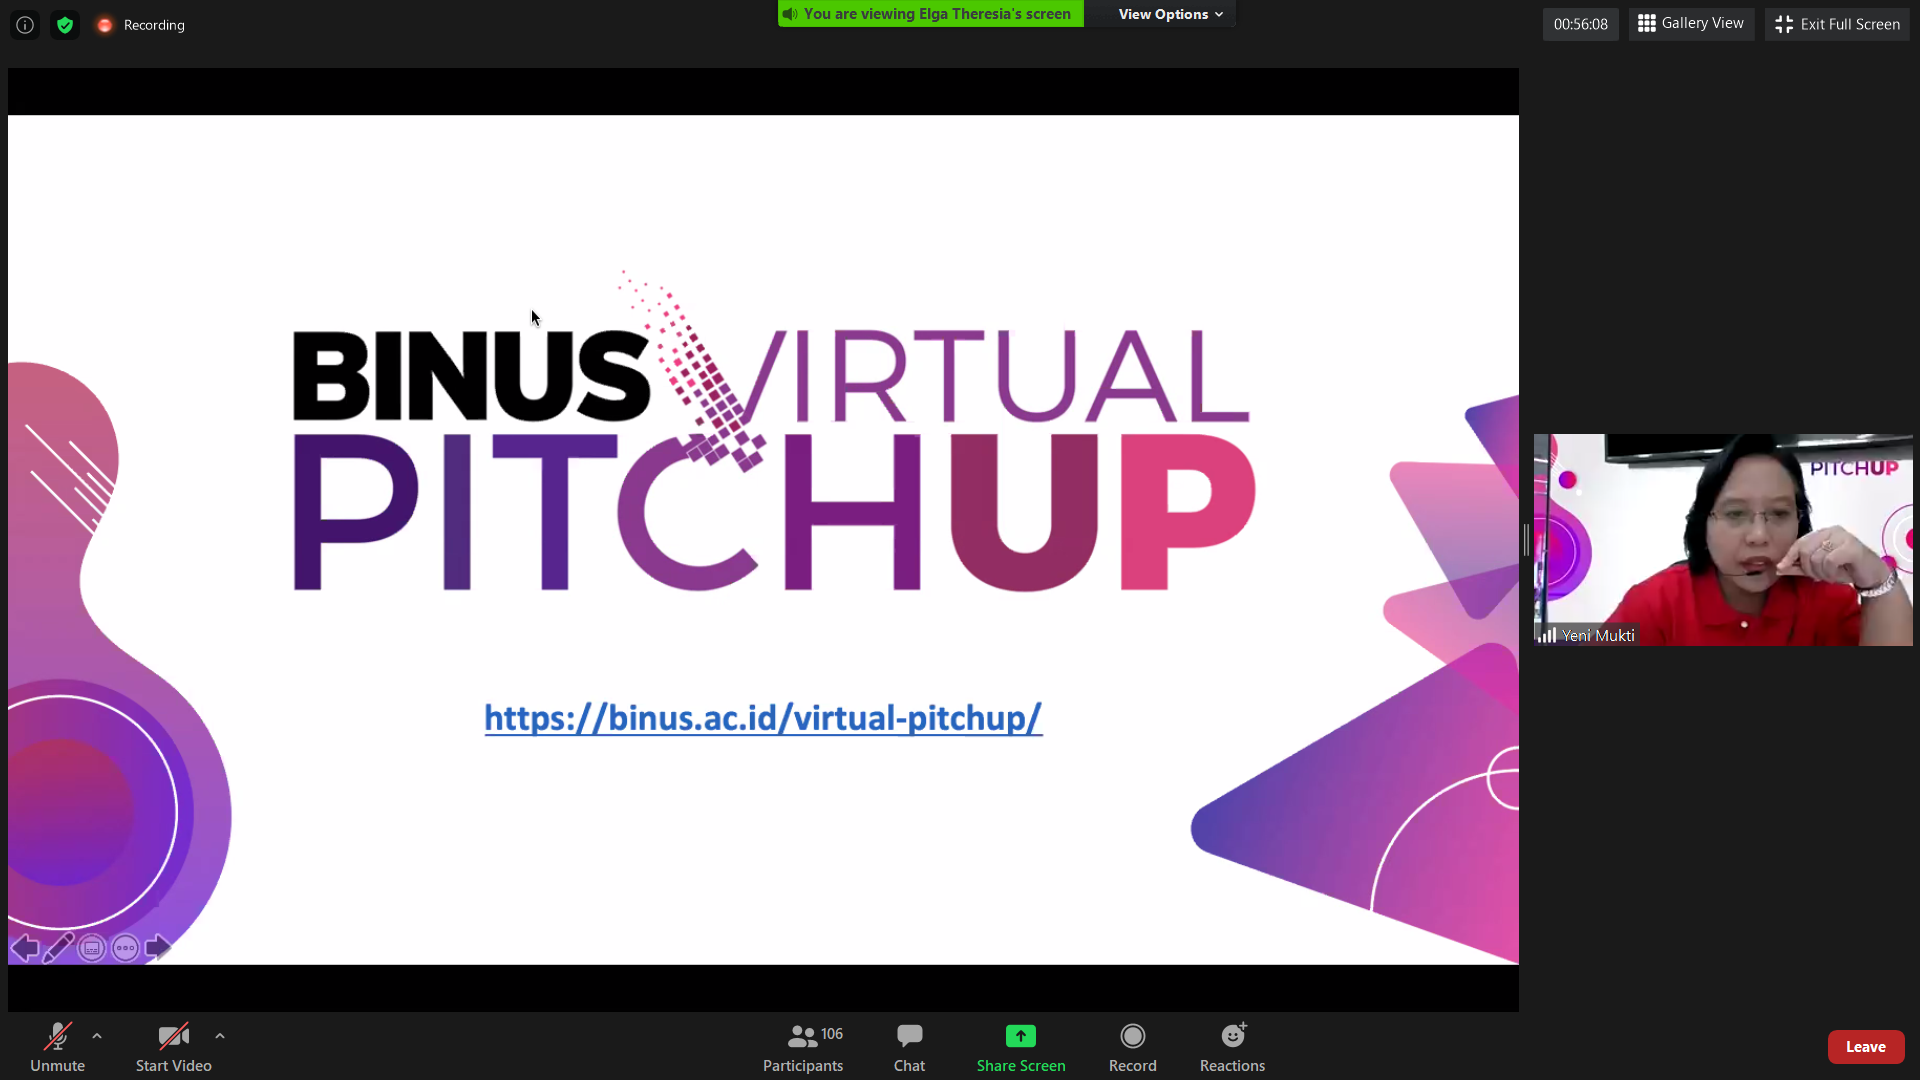 Recording
You are viewing Elga Theresia's screen
View Options
00:56:08
Gallery View
Exit Full Screen
BINUS VIRTUAL
PITCHUP
https://binus.ac.id/virtual-pitchup/
PITCHUP
Yeni Mukti
Unmute
Start Video
106
Participants
Chat
Share Screen
Record
Reactions
Leave